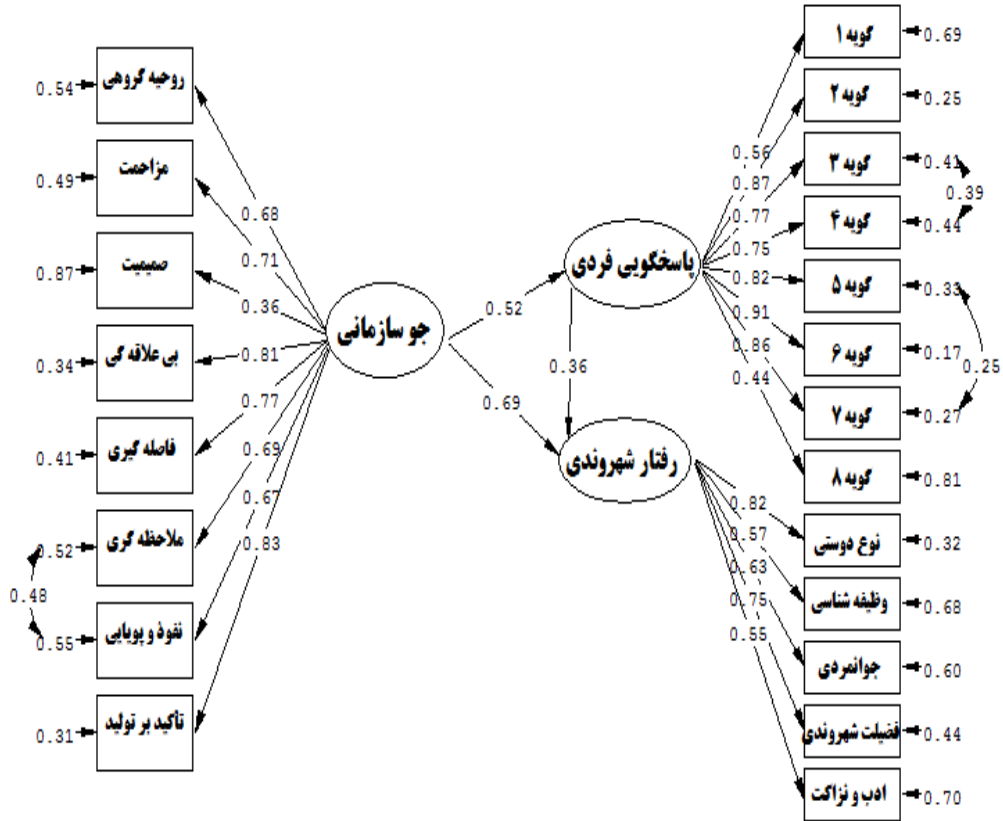 گویه ۱
0.69
روحیه گروهی
0.54
گویه ۲
0.25
مزاحمت
0.49
0.56
0.87
گویه ۳
0.41
0.39
0.77
گویه ۴
0.44
0.68
0.75
صمیمیت
0.87
0.71
پاسخگویی فردی
0.82
گویه ۵
0.33
0.36
جو سازمانی
0.52
0.91
بی علاقه گی
0.34
0.81
0.86
گویه ۶
0.17
0.25
0.77
0.36
0.44
0.69
گویه ۷
0.27
فاصله گیری
0.41
0.69
رفتار شهروندی
گویه ۸
0.81
0.67
0.82
ملاحظه گری
0.52
0.83
0.57
نوع دوستی
0.32
0.48
0.63
0.75
0.55
وظیفه شناسی
0.68
نفوذ و پویایی
0.55
جوانمردی
0.60
تأکید بر تولید
0.31
فضیلت شهروندی
0.44
ادب و نزاکت
0.70